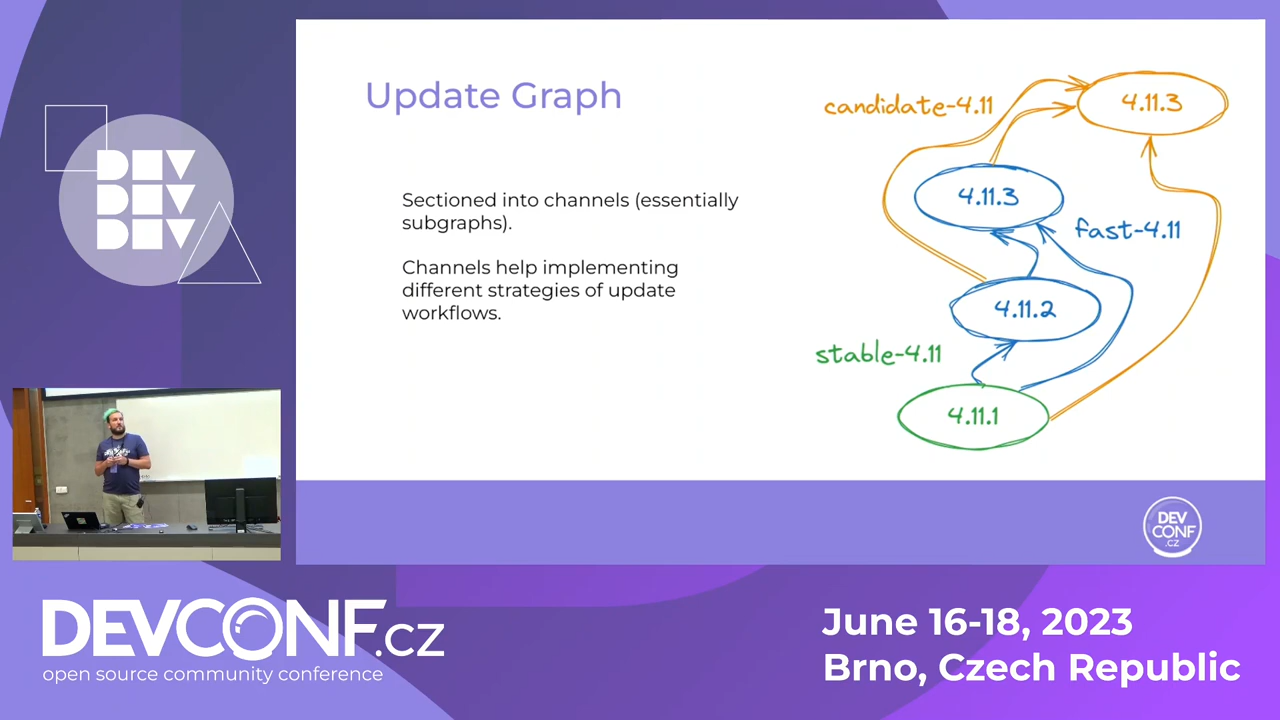 DEV
DEV
DEV
Update Graph
Sectioned into channels (essentially
subgraphs).
Channels help implementing
different strategies of update
workflows.
candidate-4.11
4.11.3
4.11.3
fast-4.11
4.11.2
stable-4.11
4.11.1
DEV
CONF
.CZ
DEVCONF.cz
open source community conference
June 16-18, 2023
Brno, Czech Republic